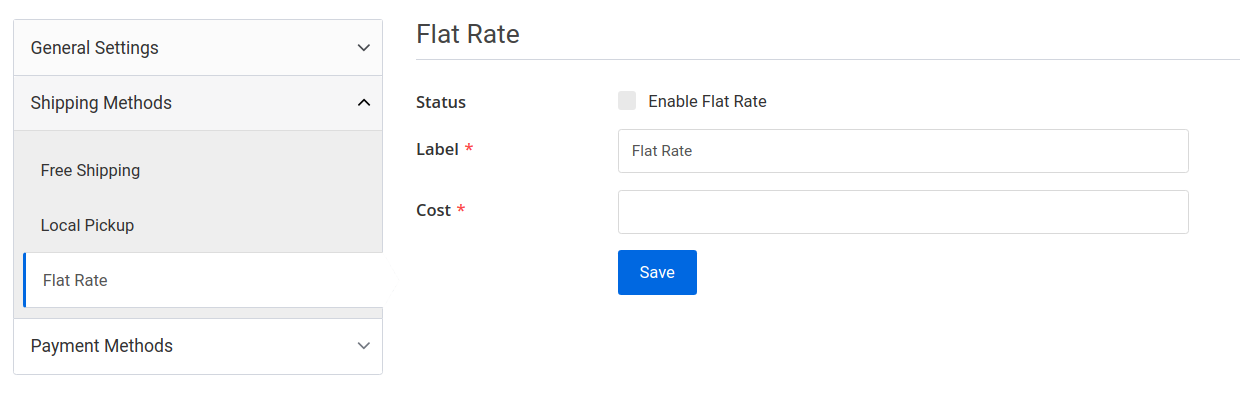 General Settings
Shipping Methods
Free Shipping
Local Pickup
Flat Rate
Payment Methods
Flat Rate
Status
Enable Flat Rate
Label *
Flat Rate
Cost *
Save